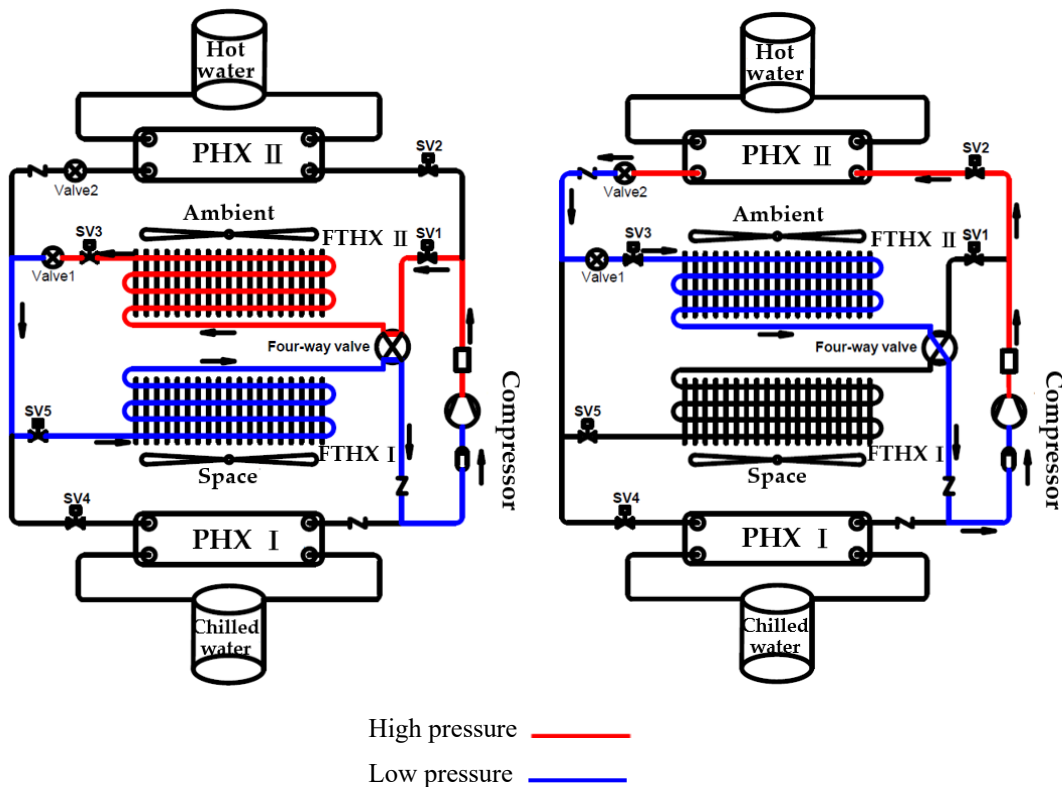 Hot
water
PHX II
SV2
Valve2
Ambient
SV3
FTHX II
SV1
Valve1
Four-way valve
SV5
FTHX I
Space
Compressor
SV4
PHX I
Chilled
water
Hot
water
PHX II
SV2
Valve2
Ambient
SV3
FTHX II
SV1
Valve1
Four-way valve
SV5
FTHX I
Space
Compressor
SV4
PHX I
Chilled
water
High pressure
Low pressure